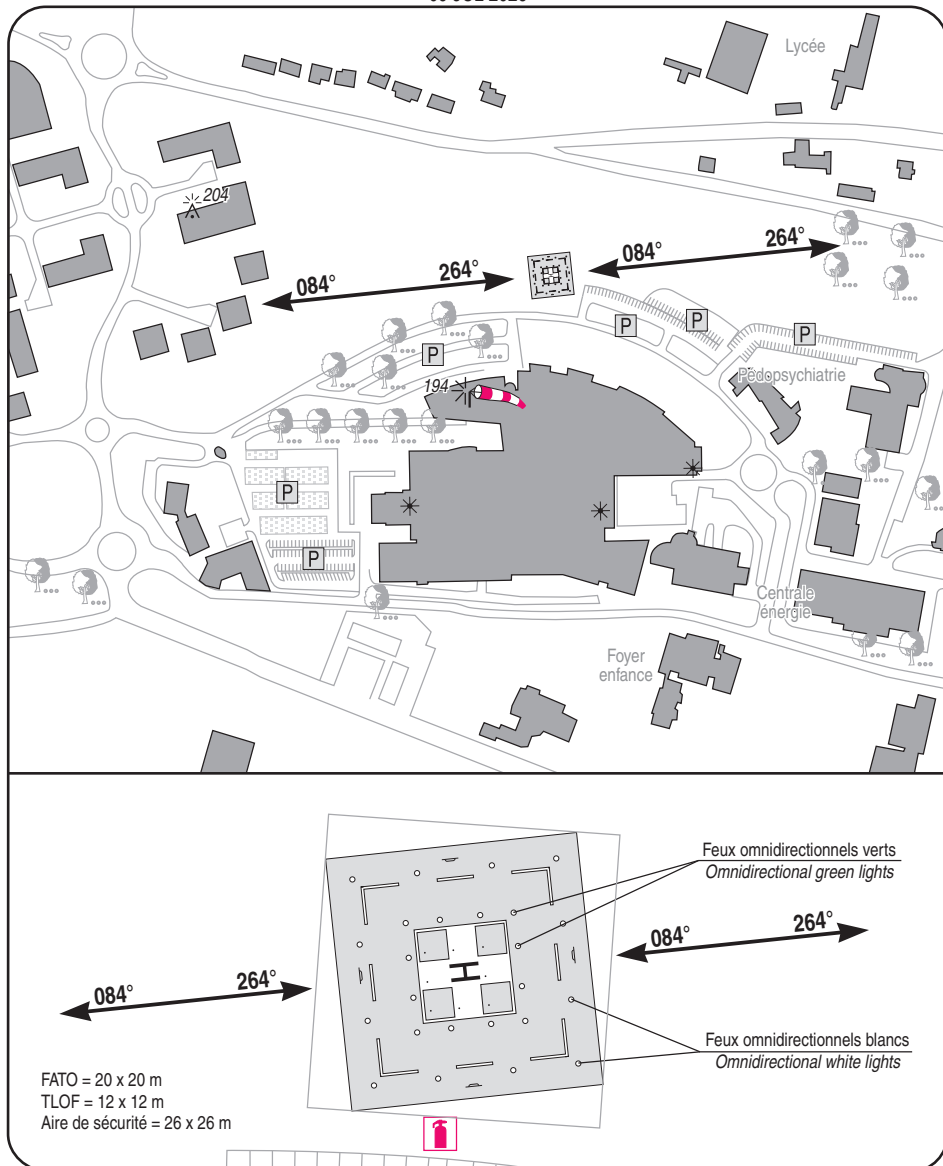 Lycée
204
084°
264°
084°
264°
P
P
P
P
194
Pédopsychiatrie
P
P
Centrale
énergie
Foyer
enfance
Feux omnidirectionnels verts
Omnidirectional green lights
084°
264°
084°
264°
H
Feux omnidirectionnels blancs
Omnidirectional white lights
FATO = 20 x 20 m
TLOF = 12 x 12 m
Aire de sécurité = 26 x 26 m